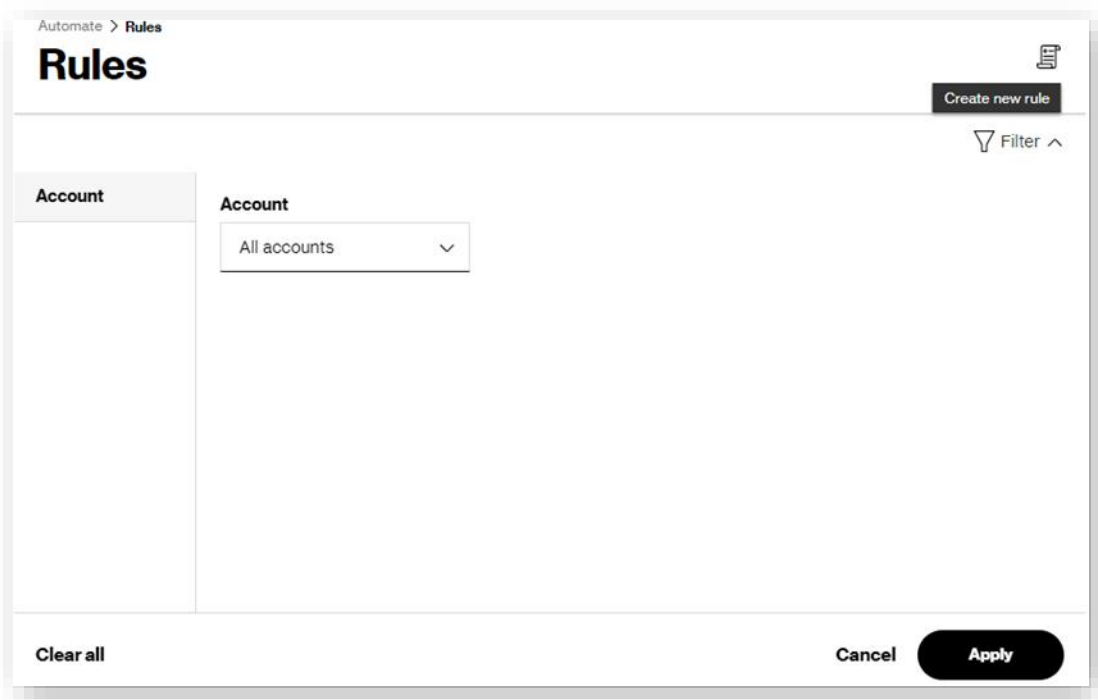 Automate > Rules
Rules
Create new rule
Filter
Account
Account
All accounts
Clear all
Cancel
Apply